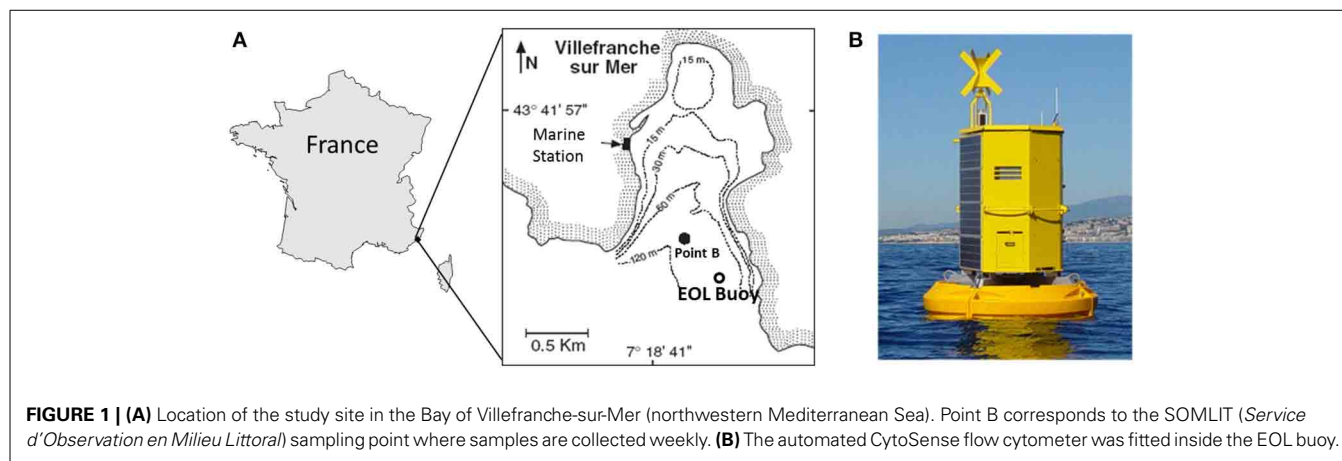 A
France
N
Villefranche
sur Mer
43° 41' 57"
Marine
Station
15 m
15 m
30 m
50 m
120 m
Point B
EOL Buoy
0.5 Km
7° 18' 41"
B
FIGURE 1 | (A) Location of the study site in the Bay of Villefranche-sur-Mer (northwestern Mediterranean Sea). Point B corresponds to the SOMLIT (Service
d'Observation en Milieu Littoral) sampling point where samples are collected weekly. (B) The automated CytoSense flow cytometer was fitted inside the EOL buoy.